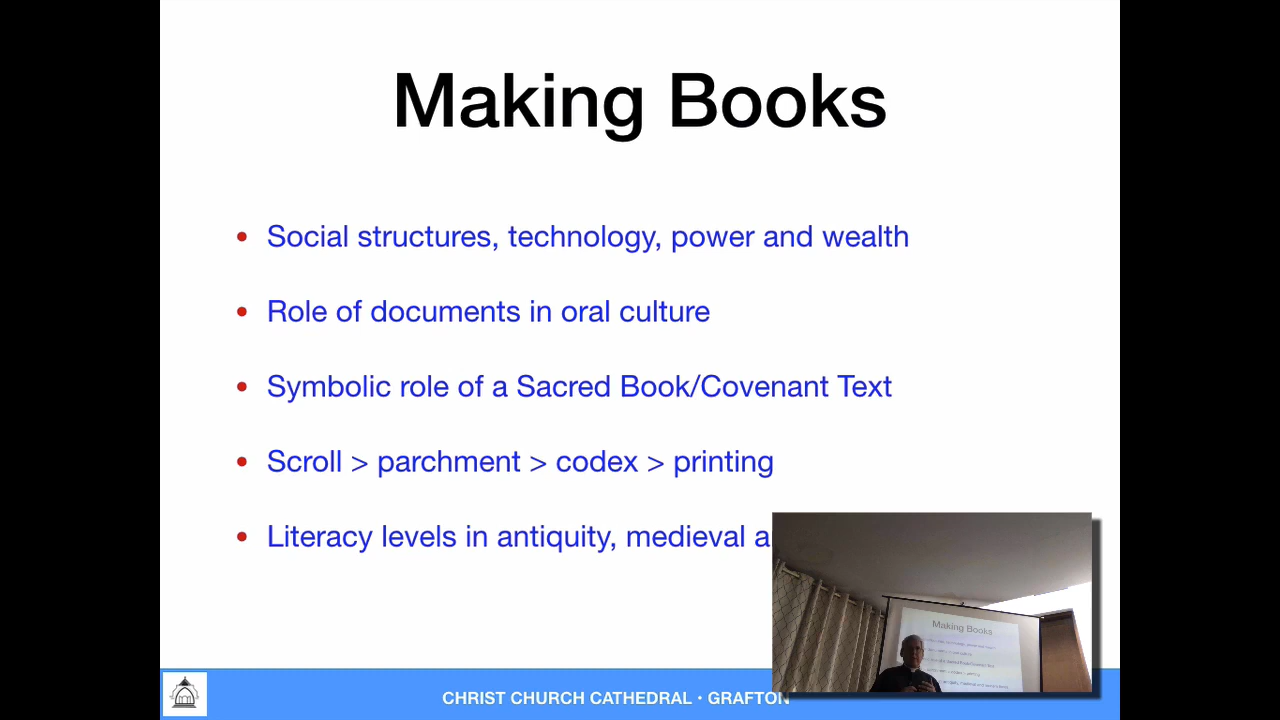 Making Books
• Social structures, technology, power and wealth
• Role of documents in oral culture
• Symbolic role of a Sacred Book/Covenant Text
• Scroll > parchment > codex > printing
• Literacy levels in antiquity, medieval a
Making Books
CHRIST CHURCH CATHEDRAL • GRAFTON